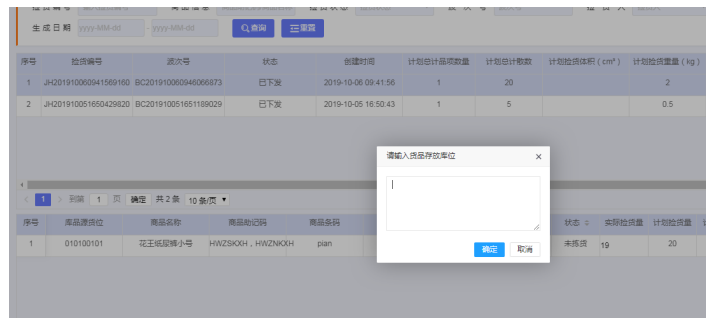 生成日期 yyyy-MM-dd - yyyy-MM-dd 查询 重置
序号 捡货编号 波次号 状态 创建时间 计划总计品项数量 计划总计散数 计划捡货体积(cm³) 计划捡货重量(kg)
1 JH201910060941569160 BC201910060946066873 已下发 2019-10-06 09:41:56 1 20 2
2 JH201910051650429820 BC201910051651189029 已下发 2019-10-05 16:50:43 1 5 0.5
请输入货品存放库位 ×
< 1 > 到第 1 页 确定 共 2 条 10 条/页
序号 库品源货位 商品名称 商品助记码 商品条码 状态 实际捡货量 计划捡货量
1 010100101 花王纸尿裤小号 HWZSKXH,HWZNKXH pian 未拣货 19 20
确定 取消